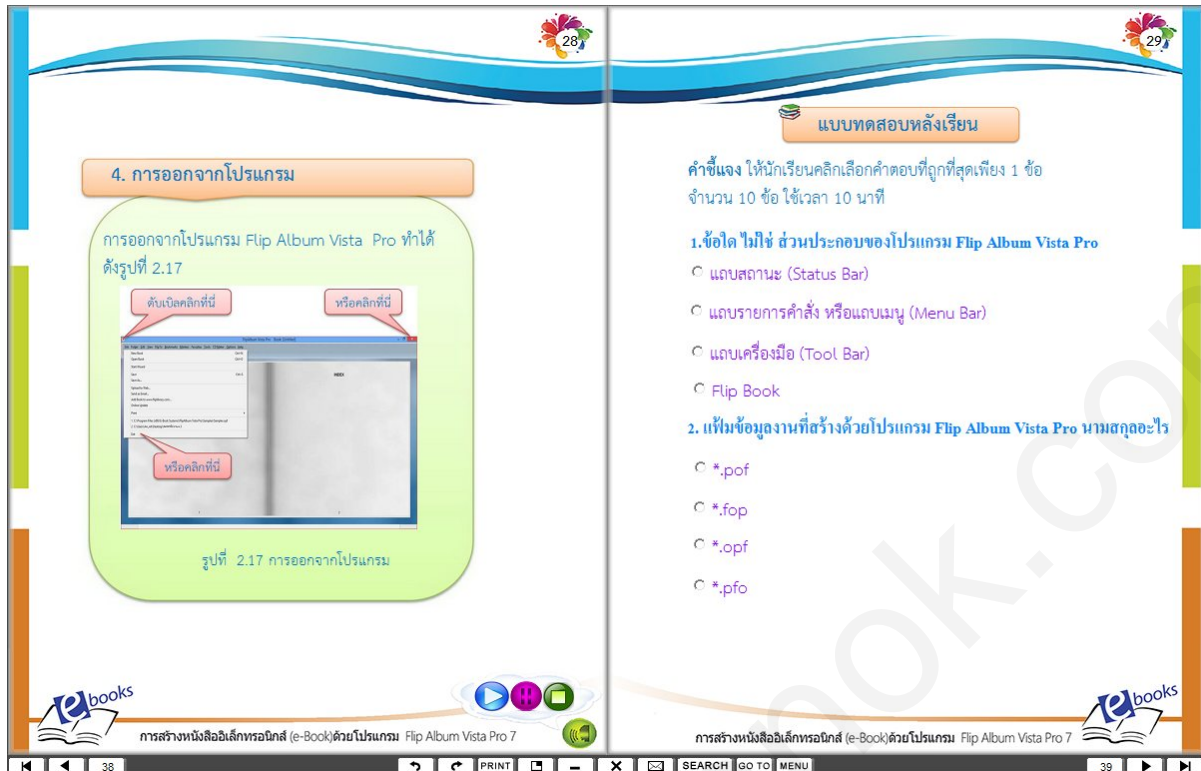 28
4. การออกจากโปรแกรม
การออกจากโปรแกรม Flip Album Vista Pro ทำได้
ดังรูปที่ 2.17
ดับเบิลคลิกที่นี่
หรือคลิกที่นี่
หรือคลิกที่นี่
รูปที่ 2.17 การออกจากโปรแกรม
e books
การสร้างหนังสืออิเล็กทรอนิกส์ (e-Book)ด้วยโปรแกรม Flip Album Vista Pro 7
29
แบบทดสอบหลังเรียน
คำชี้แจง ให้นักเรียนคลิกเลือกคำตอบที่ถูกที่สุดเพียง 1 ข้อ
จำนวน 10 ข้อ ใช้เวลา 10 นาที
1.ข้อใด ไม่ใช่ ส่วนประกอบของโปรแกรม Flip Album Vista Pro
แถบสถานะ (Status Bar)
แถบรายการคำสั่ง หรือแถบเมนู (Menu Bar)
แถบเครื่องมือ (Tool Bar)
Flip Book
2. แฟ้มข้อมูลงานที่สร้างด้วยโปรแกรม Flip Album Vista Pro นามสกุลอะไร
*.pof
*.fop
*.opf
*.pfo
e books
การสร้างหนังสืออิเล็กทรอนิกส์ (e-Book)ด้วยโปรแกรม Flip Album Vista Pro 7
38
PRINT
SEARCH
GO TO
MENU
39